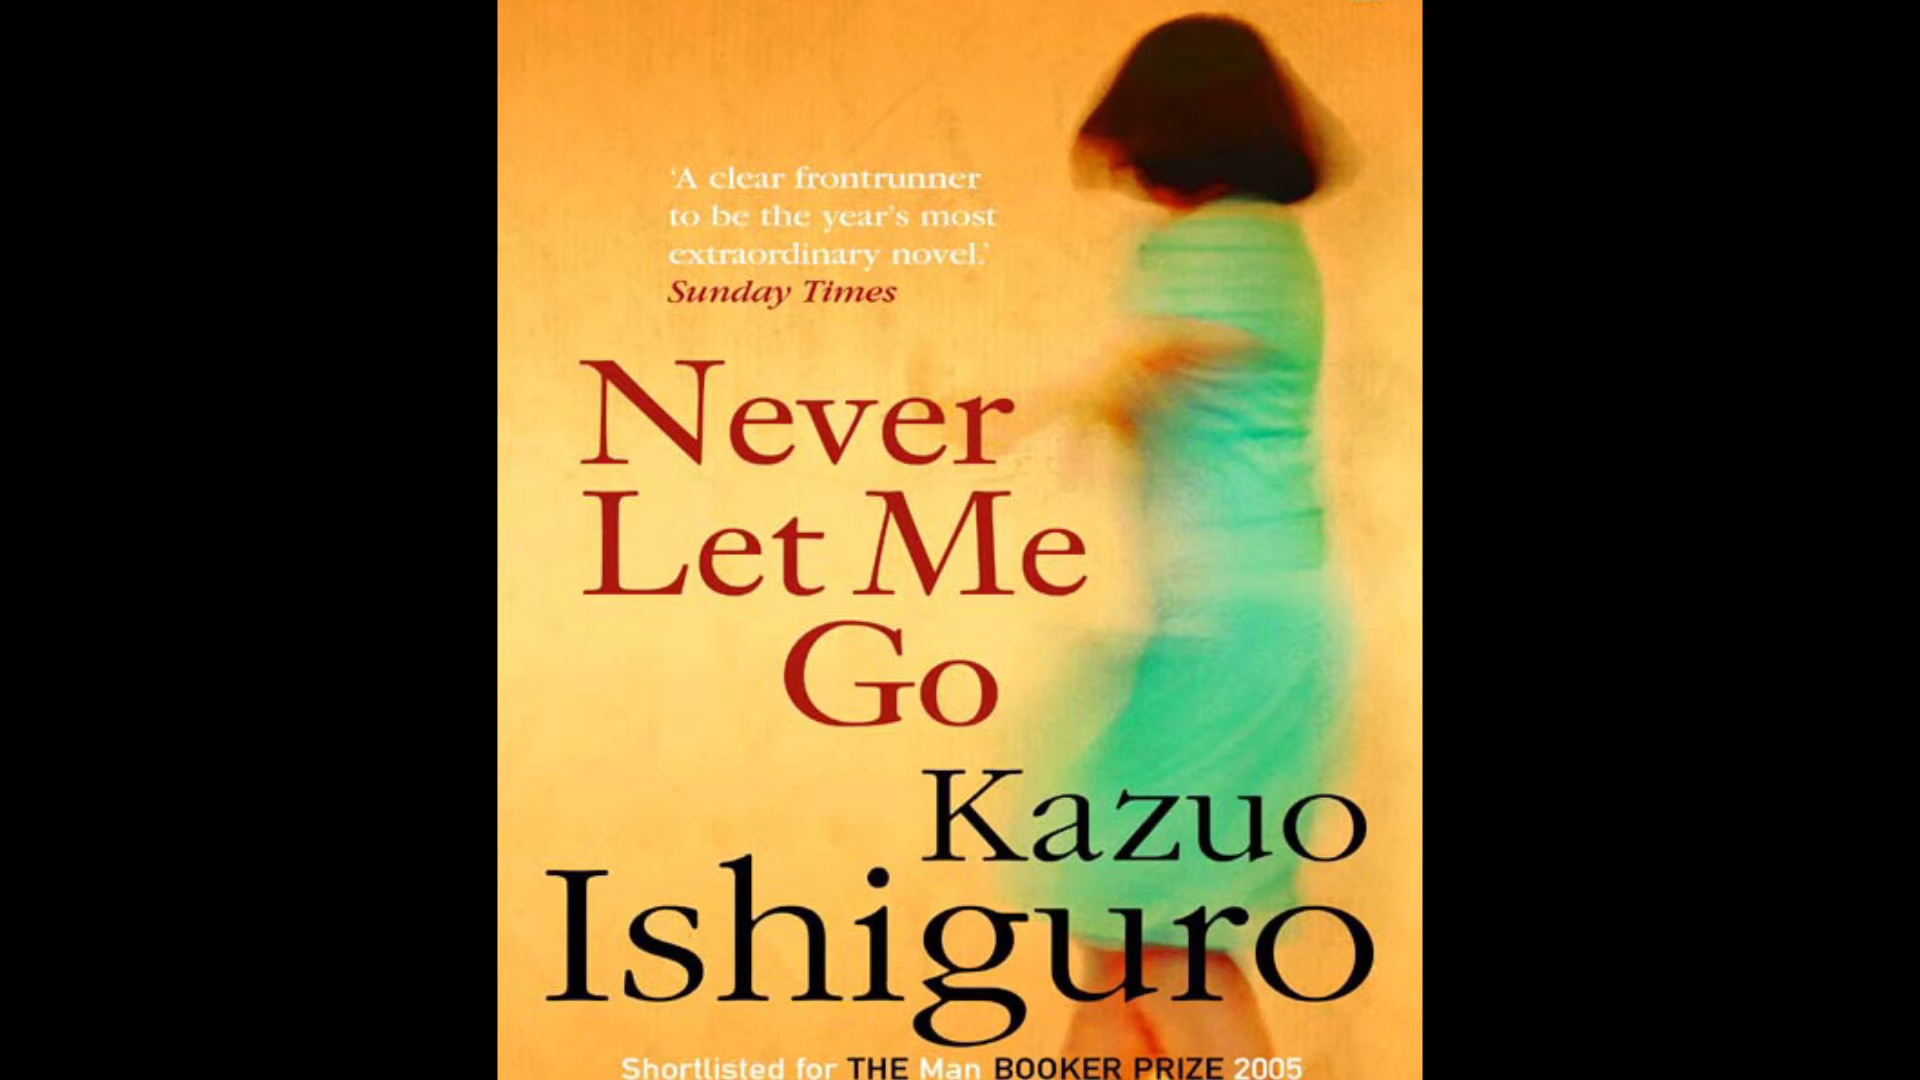 ‘A clear frontrunner
to be the year’s most
extraordinary novel.’
Sunday Times
Never
Let Me
Go
Kazuo
Ishiguro
Shortlisted for THE Man BOOKER PRIZE 2005